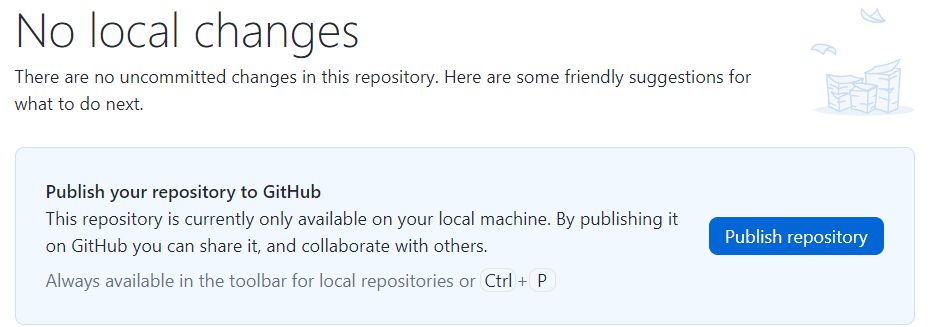 No local changes
There are no uncommitted changes in this repository. Here are some friendly suggestions for
what to do next.
Publish your repository to GitHub
This repository is currently only available on your local machine. By publishing it
on GitHub you can share it, and collaborate with others.
Always available in the toolbar for local repositories or Ctrl + P
Publish repository